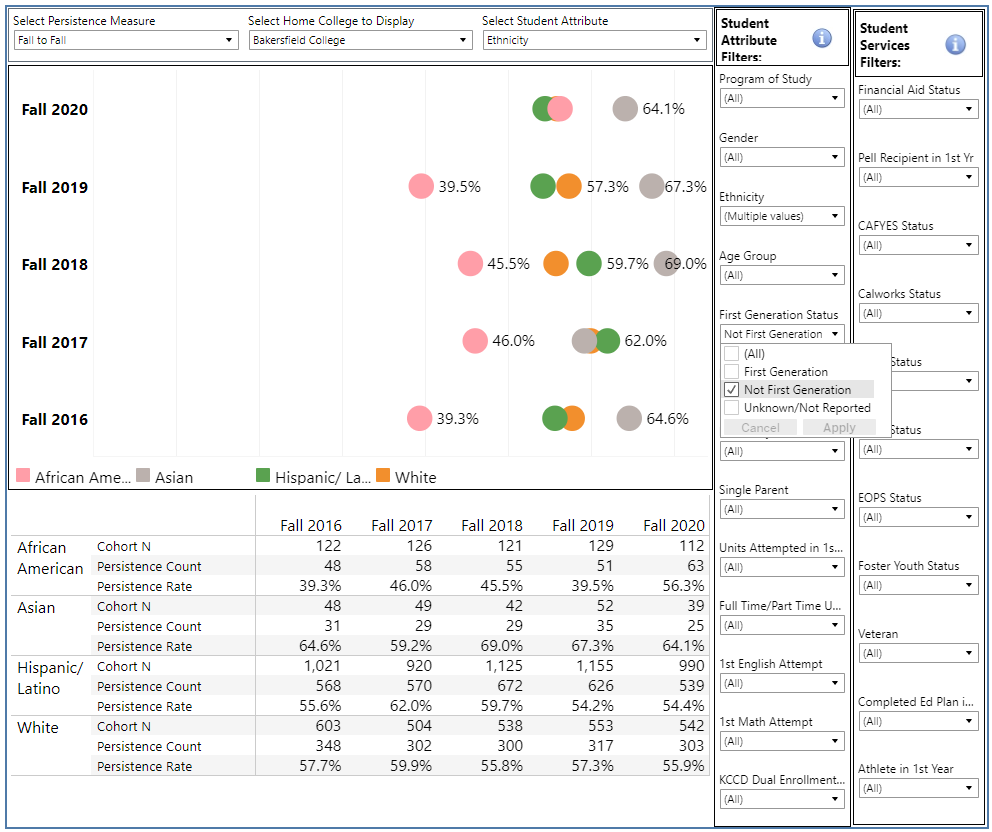 Select Persistence Measure
Fall to Fall
Select Home College to Display
Bakersfield College
Select Student Attribute
Ethnicity
Fall 2020
64.1%
Fall 2019
39.5%
57.3%
67.3%
Fall 2018
45.5%
59.7%
69.0%
Fall 2017
46.0%
62.0%
Fall 2016
39.3%
64.6%
African Ame...
Asian
Hispanic/ La...
White
Fall 2016 Fall 2017 Fall 2018 Fall 2019 Fall 2020
African American
Cohort N 122 126 121 129 112
Persistence Count 48 58 55 51 63
Persistence Rate 39.3% 46.0% 45.5% 39.5% 56.3%
Asian
Cohort N 48 49 42 52 39
Persistence Count 31 29 29 35 25
Persistence Rate 64.6% 59.2% 69.0% 67.3% 64.1%
Hispanic/ Latino
Cohort N 1,021 920 1,125 1,155 990
Persistence Count 568 570 672 626 539
Persistence Rate 55.6% 62.0% 59.7% 54.2% 54.4%
White
Cohort N 603 504 538 553 542
Persistence Count 348 302 300 317 303
Persistence Rate 57.7% 59.9% 55.8% 57.3% 55.9%
Student
Attribute
Filters:
i
Program of Study
(All)
Gender
(All)
Ethnicity
(Multiple values)
Age Group
(All)
First Generation Status
Not First Generation
(All)
First Generation
Not First Generation
Unknown/Not Reported
Cancel
Apply
(All)
Single Parent
(All)
Units Attempted in 1s...
(All)
Full Time/Part Time U...
(All)
1st English Attempt
(All)
1st Math Attempt
(All)
KCCD Dual Enrollment...
(All)
Student
Services
Filters:
i
Financial Aid Status
(All)
Pell Recipient in 1st Yr
(All)
CAFYES Status
(All)
Calworks Status
(All)
Status
Status
(All)
EOPS Status
(All)
Foster Youth Status
(All)
Veteran
(All)
Completed Ed Plan i...
(All)
Athlete in 1st Year
(All)